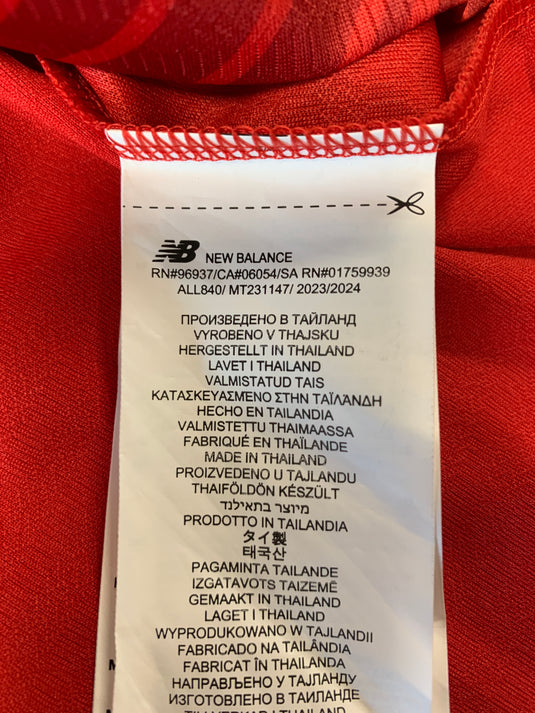 NB NEW BALANCE
RN#96937/CA#06054/SA RN#01759939
ALL840/ MT231147/ 2023/2024
ПРОИЗВЕДЕНО В ТАЙЛАНД
VYROBENO V THAJSKU
HERGESTELLT IN THAILAND
LAVET I THAILAND
VALMISTATUD TAIS
ΚΑΤΑΣΚΕΥΑΣΜΕΝΟ ΣΤΗΝ ΤΑΪΛΆΝΔΗ
HECHO EN TAILANDIA
VALMISTETTU THAIMAASSA
FABRIQUÉ EN THAÏLANDE
MADE IN THAILAND
PROIZVEDENO U TAJLANDU
THAIFÖLDÖN KÉSZÜLT
מיוצר בתאילנד
PRODOTTO IN TAILANDIA
タイ製
태국산
PAGAMINTA TAILANDE
IZGATAVOTS TAIZEMĒ
GEMAAKT IN THAILAND
LAGET I THAILAND
WYPRODUKOWANO W TAJLANDII
FABRICADO NA TAILÂNDIA
FABRICAT ÎN THAILANDA
НАПРАВЉЕНО У ТАЈЛАНДУ
ИЗГОТОВЛЕНО В ТАИЛАНДЕ